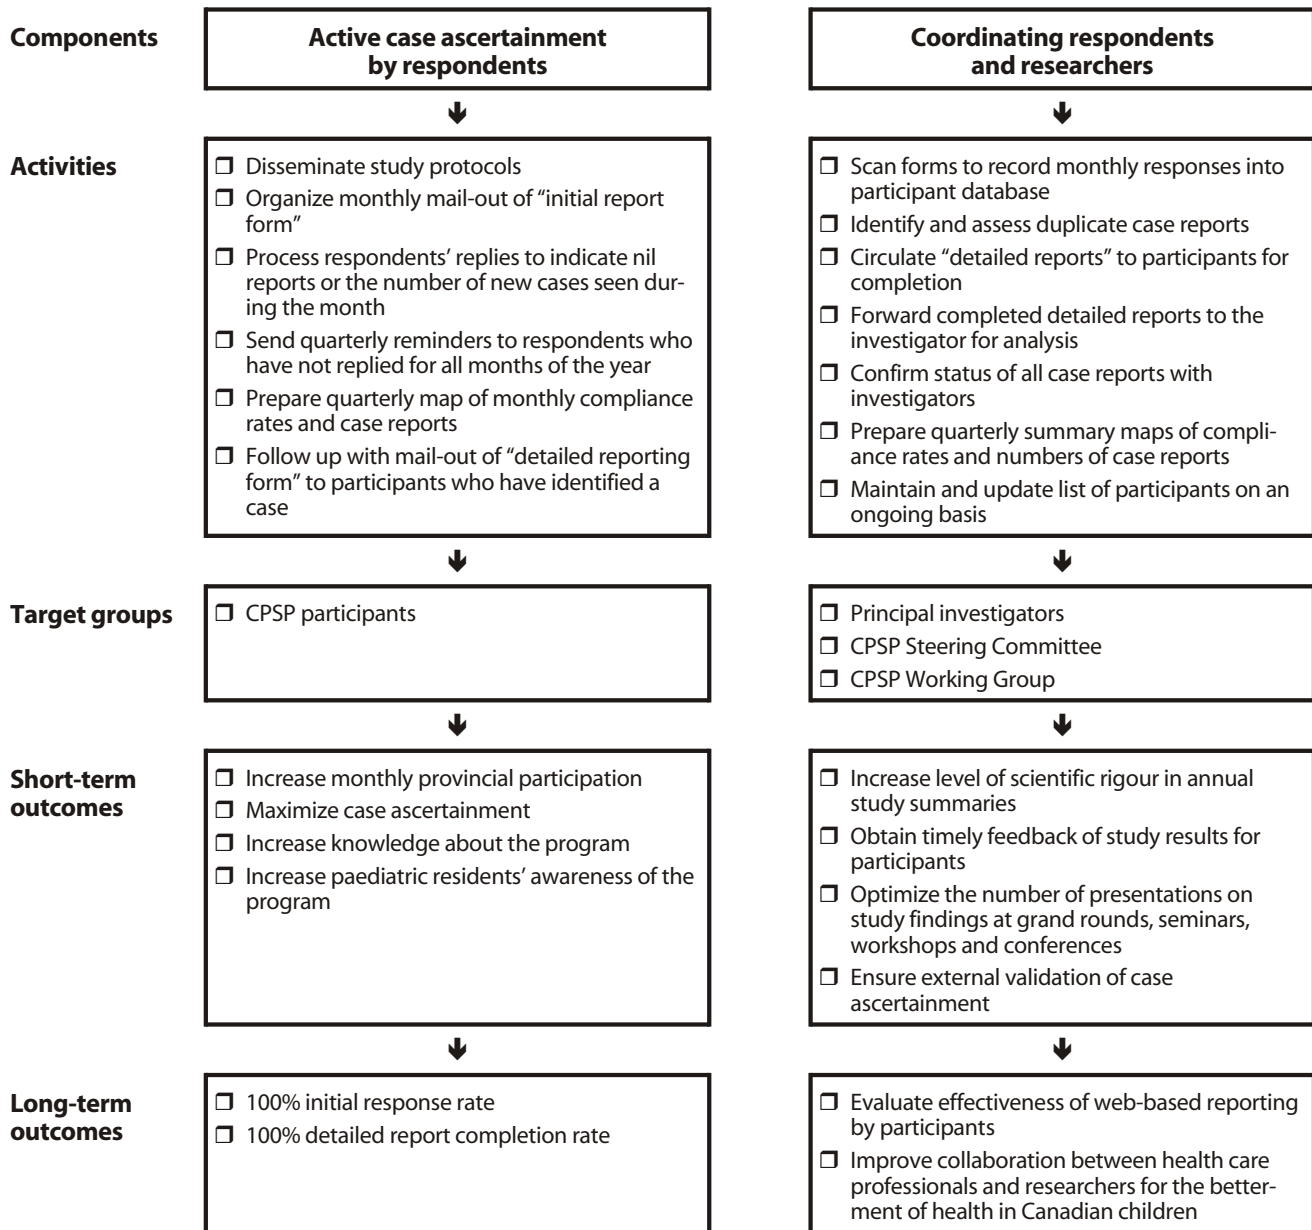 Components
Active case ascertainment
by respondents
Coordinating respondents
and researchers
Activities
❒ Disseminate study protocols
❒ Organize monthly mail-out of “initial report
form”
❒ Process respondents’ replies to indicate nil
reports or the number of new cases seen dur-
ing the month
❒ Send quarterly reminders to respondents who
have not replied for all months of the year
❒ Prepare quarterly map of monthly compliance
rates and case reports
❒ Follow up with mail-out of “detailed reporting
form” to participants who have identified a
case
❒ Scan forms to record monthly responses into
participant database
❒ Identify and assess duplicate case reports
❒ Circulate “detailed reports” to participants for
completion
❒ Forward completed detailed reports to the
investigator for analysis
❒ Confirm status of all case reports with
investigators
❒ Prepare quarterly summary maps of compli-
ance rates and numbers of case reports
❒ Maintain and update list of participants on an
ongoing basis
Target groups
❒ CPSP participants
❒ Principal investigators
❒ CPSP Steering Committee
❒ CPSP Working Group
Short-term
outcomes
❒ Increase monthly provincial participation
❒ Maximize case ascertainment
❒ Increase knowledge about the program
❒ Increase paediatric residents’ awareness of the
program
❒ Increase level of scientific rigour in annual
study summaries
❒ Obtain timely feedback of study results for
participants
❒ Optimize the number of presentations on
study findings at grand rounds, seminars,
workshops and conferences
❒ Ensure external validation of case
ascertainment
Long-term
outcomes
❒ 100% initial response rate
❒ 100% detailed report completion rate
❒ Evaluate effectiveness of web-based reporting
by participants
❒ Improve collaboration between health care
professionals and researchers for the better-
ment of health in Canadian children